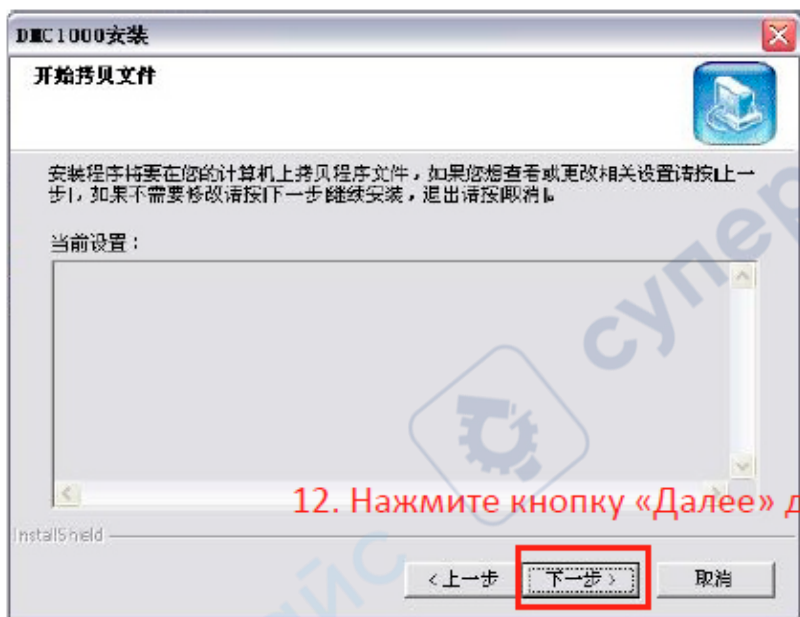 DMC1000安装
开始拷贝文件
安装程序将要在您的计算机上拷贝程序文件，如果您想查看或更改相关设置请按[上一
步]，如果不需要修改请按[下一步]继续安装，退出请按[取消]。
当前设置：
12. Нажмите кнопку «Далее» д
InstallShield
<上一步
下一步>
取消